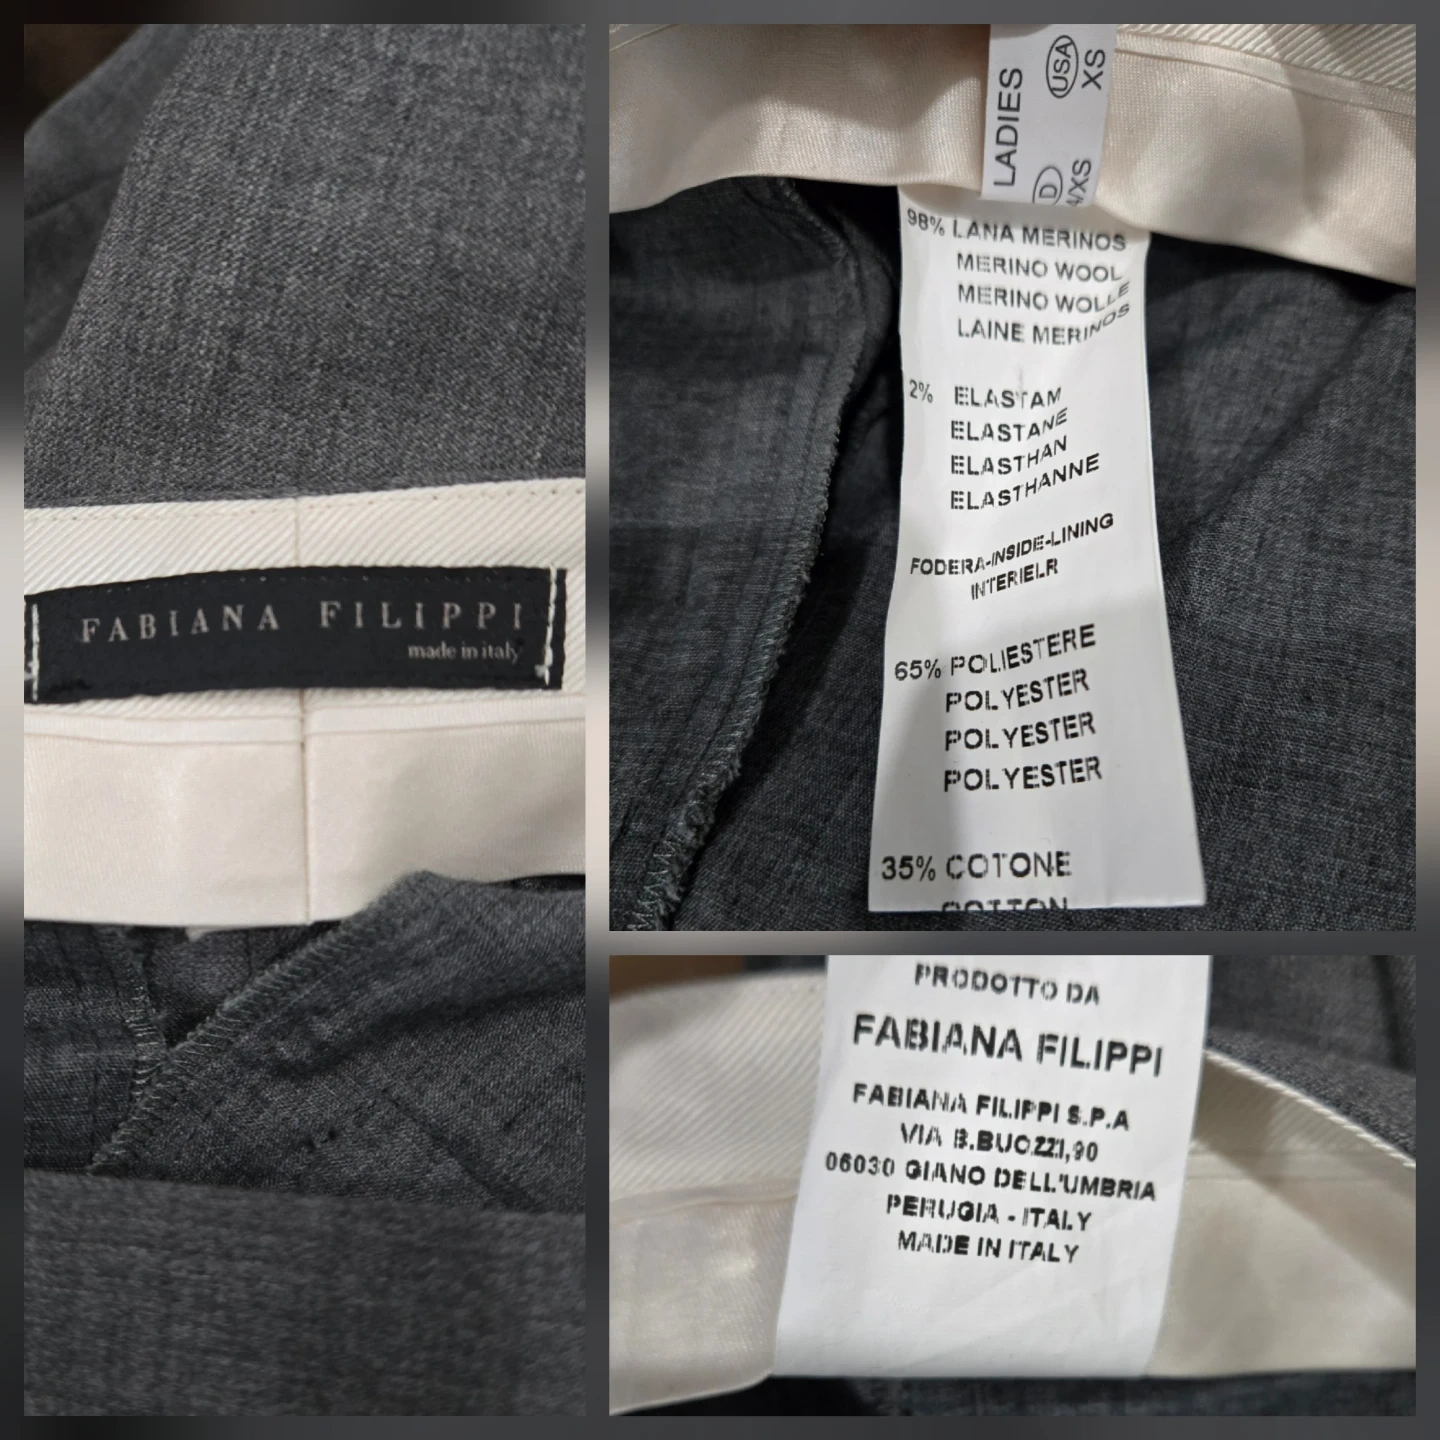 FABIANA FILIPPI
made in italy
LADIES
USA
XS
D
98% LANA MERINOS
MERINO WOOL
MERINO WOLLE
LAINE MERINOS
2% ELASTAM
ELASTANE
ELASTHAN
ELASTHANNE
FODERA-INSIDE-LINING
INTERIELR
65% POLIESTERE
POLYESTER
POLYESTER
POLYESTER
35% COTONE
COTTON
PRODOTTO DA
FABIANA FILIPPI
FABIANA FILIPPI S.P.A
VIA B.BUOZZI,90
06030 GIANO DELL'UMBRIA
PERUGIA - ITALY
MADE IN ITALY